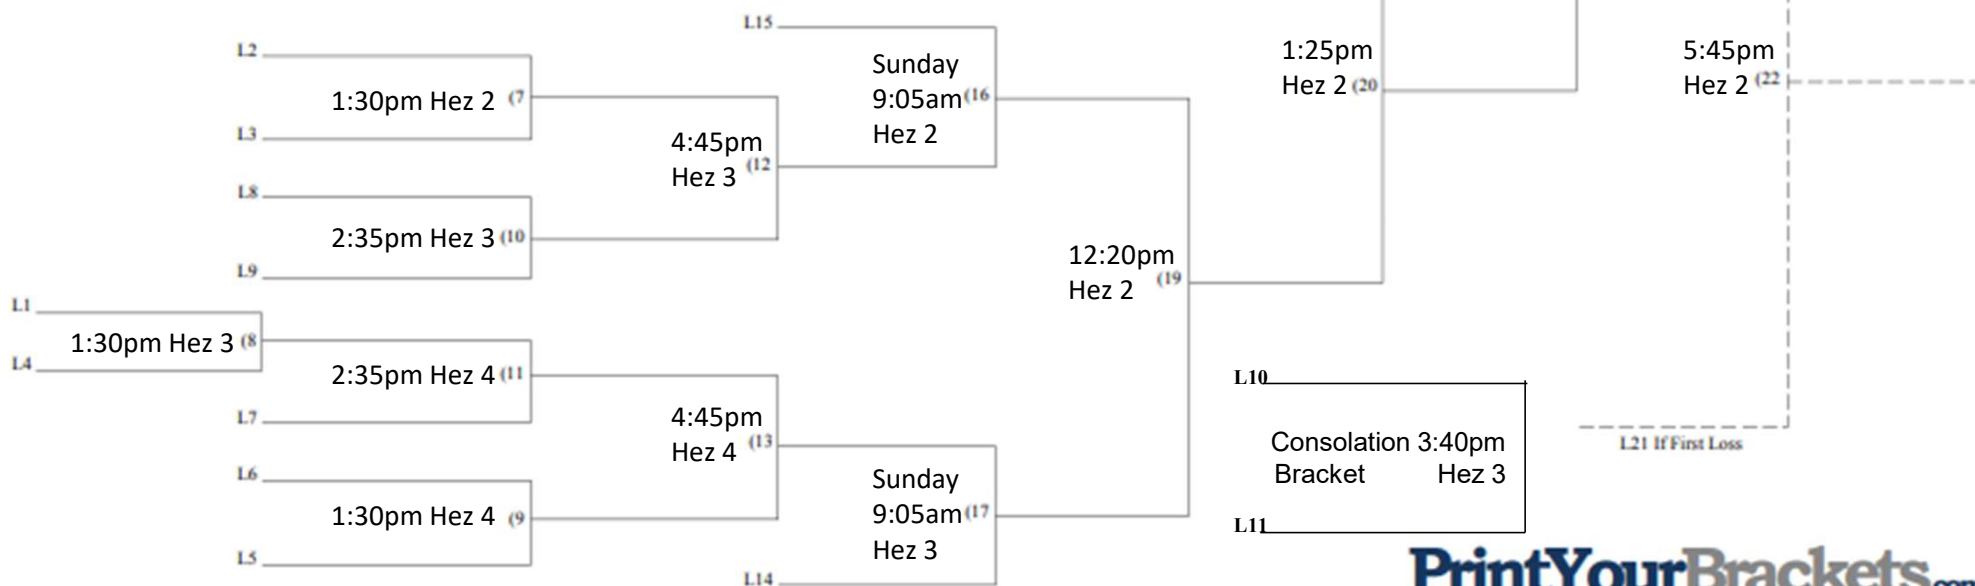 L15
L2
1:30pm Hez 2 (7
L3
Sunday
9:05am (16
Hez 2
1:25pm
Hez 2 (20
5:45pm
Hez 2 (22
4:45pm
Hez 3 (12
L8
2:35pm Hez 3 (10
L9
12:20pm
Hez 2 (19
L1
1:30pm Hez 3 (8
L4
2:35pm Hez 4 (11
L7
4:45pm
Hez 4 (13
L6
1:30pm Hez 4 (9
L5
Sunday
9:05am (17
Hez 3
L14
L10
Consolation 3:40pm
Bracket Hez 3
L11
L21 If First Loss
PrintYourBrackets.com